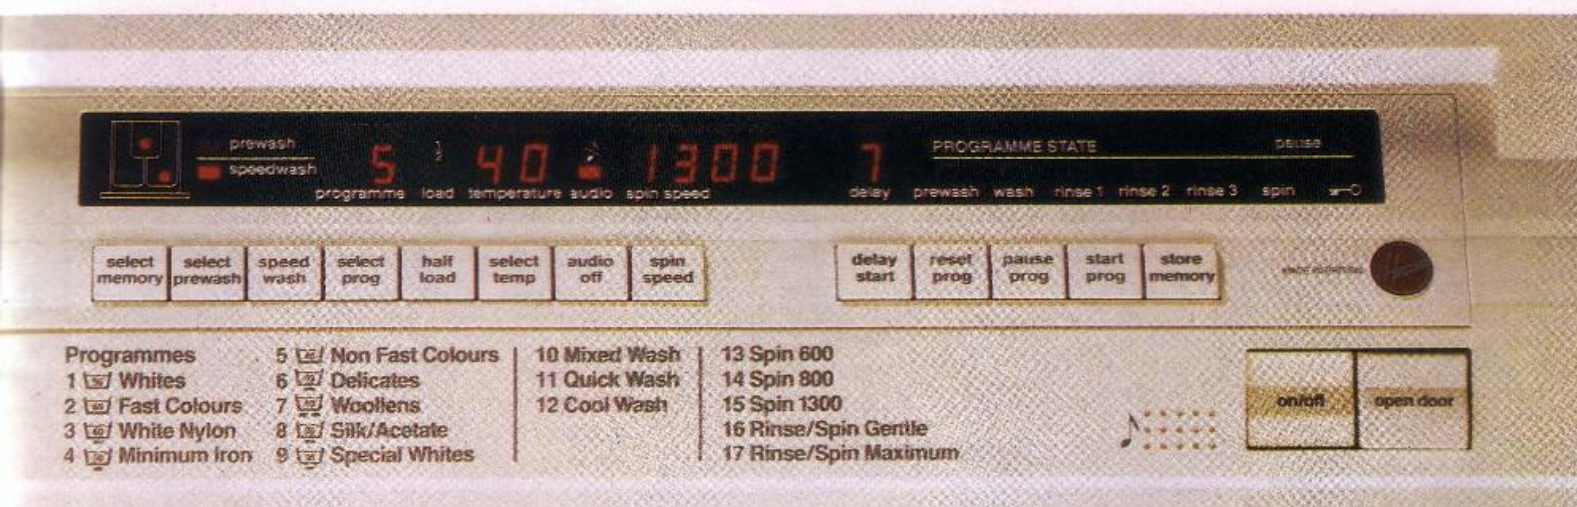 prewash
speedwash
5 40 1300 7
programme load temperature audio spin speed delay
PROGRAMME STATE pause
prewash wash rinse 1 rinse 2 rinse 3 spin
select memory
select prewash
speed wash
select prog
half load
select temp
audio off
spin speed
delay start
reset prog
pause prog
start prog
store memory
Programmes
1 Whites
2 Fast Colours
3 White Nylon
4 Minimum Iron
5 Non Fast Colours
6 Delicates
7 Woollens
8 Silk/Acetate
9 Special Whites
10 Mixed Wash
11 Quick Wash
12 Cool Wash
13 Spin 600
14 Spin 800
15 Spin 1300
16 Rinse/Spin Gentle
17 Rinse/Spin Maximum
on/off
open door